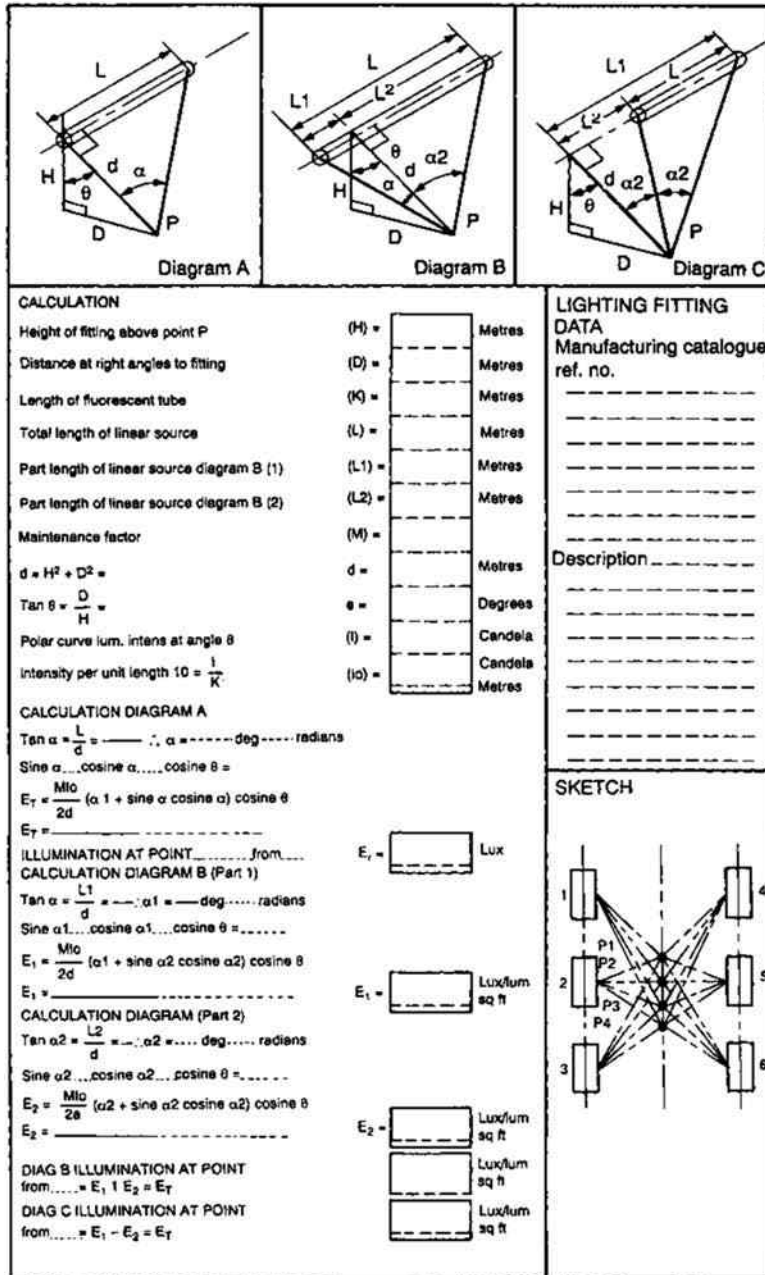 L
H
d
α
θ
D
P
Diagram A
L
L1
L²
H
θ
d
α
α2
D
P
Diagram B
L1
L
L²
H
d
θ
α2
α2
D
P
Diagram C
CALCULATION
Height of fitting above point P (H) = Metres
Distance at right angles to fitting (D) = Metres
Length of fluorescent tube (K) = Metres
Total length of linear source (L) = Metres
Part length of linear source diagram B (1) (L1) = Metres
Part length of linear source diagram B (2) (L2) = Metres
Maintenance factor (M) =
d = H² + D² = d = Metres
Tan θ = D/H = e = Degrees
Polar curve lum. intens at angle θ (I) = Candela
Intensity per unit length 10 = I/K (io) = Candela
Metres
CALCULATION DIAGRAM A
Tan α = L/d = ------ ∴ α = ------ deg ----- radians
Sine α....cosine α..... cosine θ =
E_T = MIo/2d (α 1 + sine α cosine α) cosine θ
E_T =
ILLUMINATION AT POINT........from.... E_r = Lux
CALCULATION DIAGRAM B (Part 1)
Tan α = L1/d = ---∴α1 = ---deg...... radians
Sine α1....cosine α1....cosine θ =......
E₁ = MIo/2d (α1 + sine α2 cosine α2) cosine θ
E₁ = E₁ = Lux/lum
sq ft
CALCULATION DIAGRAM (Part 2)
Tan α2 = L2/d = ---∴α2 =.... deg...... radians
Sine α2....cosine α2.... cosine θ =......
E₂ = MIo/2a (α2 + sine α2 cosine α2) cosine θ
E₂ = E₂ = Lux/lum
sq ft
DIAG B ILLUMINATION AT POINT Lux/lum
from..... = E₁ 1 E₂ = E_T sq ft
DIAG C ILLUMINATION AT POINT Lux/lum
from..... = E₁ − E₂ = E_T sq ft
LIGHTING FITTING
DATA
Manufacturing catalogue
ref. no.
Description
SKETCH
1
4
P1
P2
2
5
P3
P4
3
6